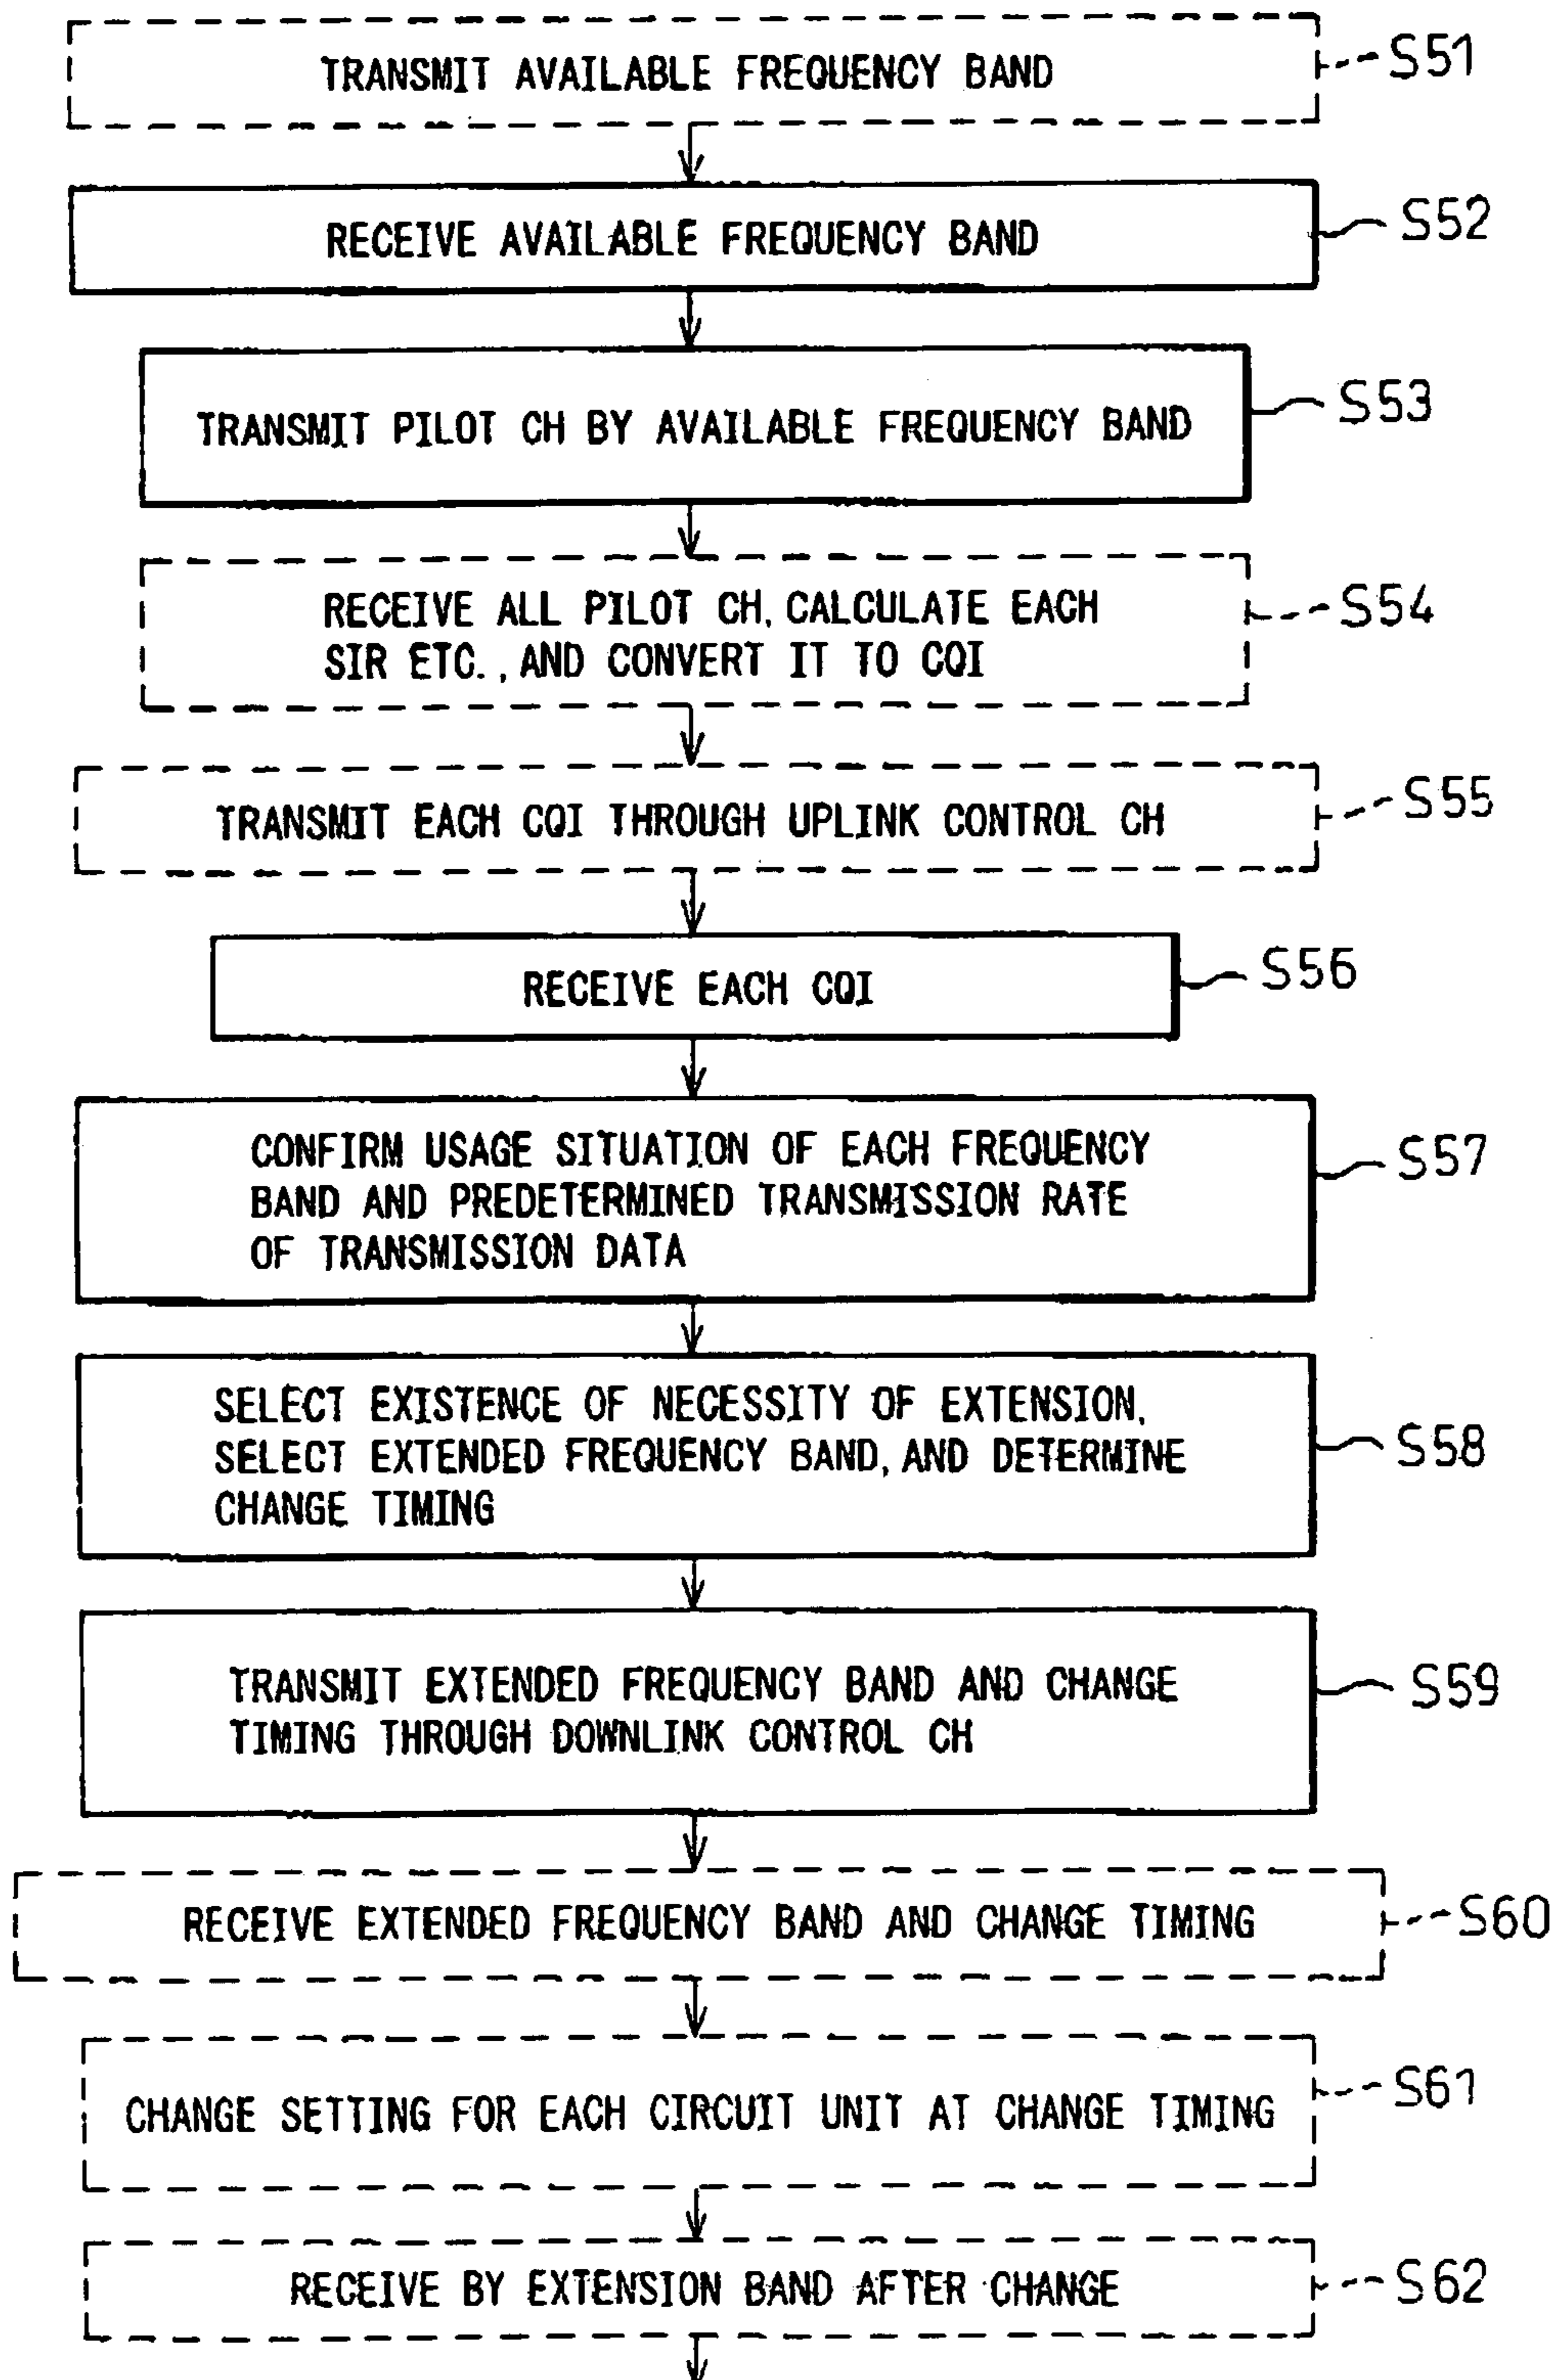 TRANSMIT AVAILABLE FREQUENCY BAND
S51
RECEIVE AVAILABLE FREQUENCY BAND
S52
TRANSMIT PILOT CH BY AVAILABLE FREQUENCY BAND
S53
RECEIVE ALL PILOT CH, CALCULATE EACH
SIR ETC., AND CONVERT IT TO CQI
S54
TRANSMIT EACH CQI THROUGH UPLINK CONTROL CH
S55
RECEIVE EACH CQI
S56
CONFIRM USAGE SITUATION OF EACH FREQUENCY
BAND AND PREDETERMINED TRANSMISSION RATE
OF TRANSMISSION DATA
S57
SELECT EXISTENCE OF NECESSITY OF EXTENSION,
SELECT EXTENDED FREQUENCY BAND, AND DETERMINE
CHANGE TIMING
S58
TRANSMIT EXTENDED FREQUENCY BAND AND CHANGE
TIMING THROUGH DOWNLINK CONTROL CH
S59
RECEIVE EXTENDED FREQUENCY BAND AND CHANGE TIMING
S60
CHANGE SETTING FOR EACH CIRCUIT UNIT AT CHANGE TIMING
S61
RECEIVE BY EXTENSION BAND AFTER CHANGE
S62